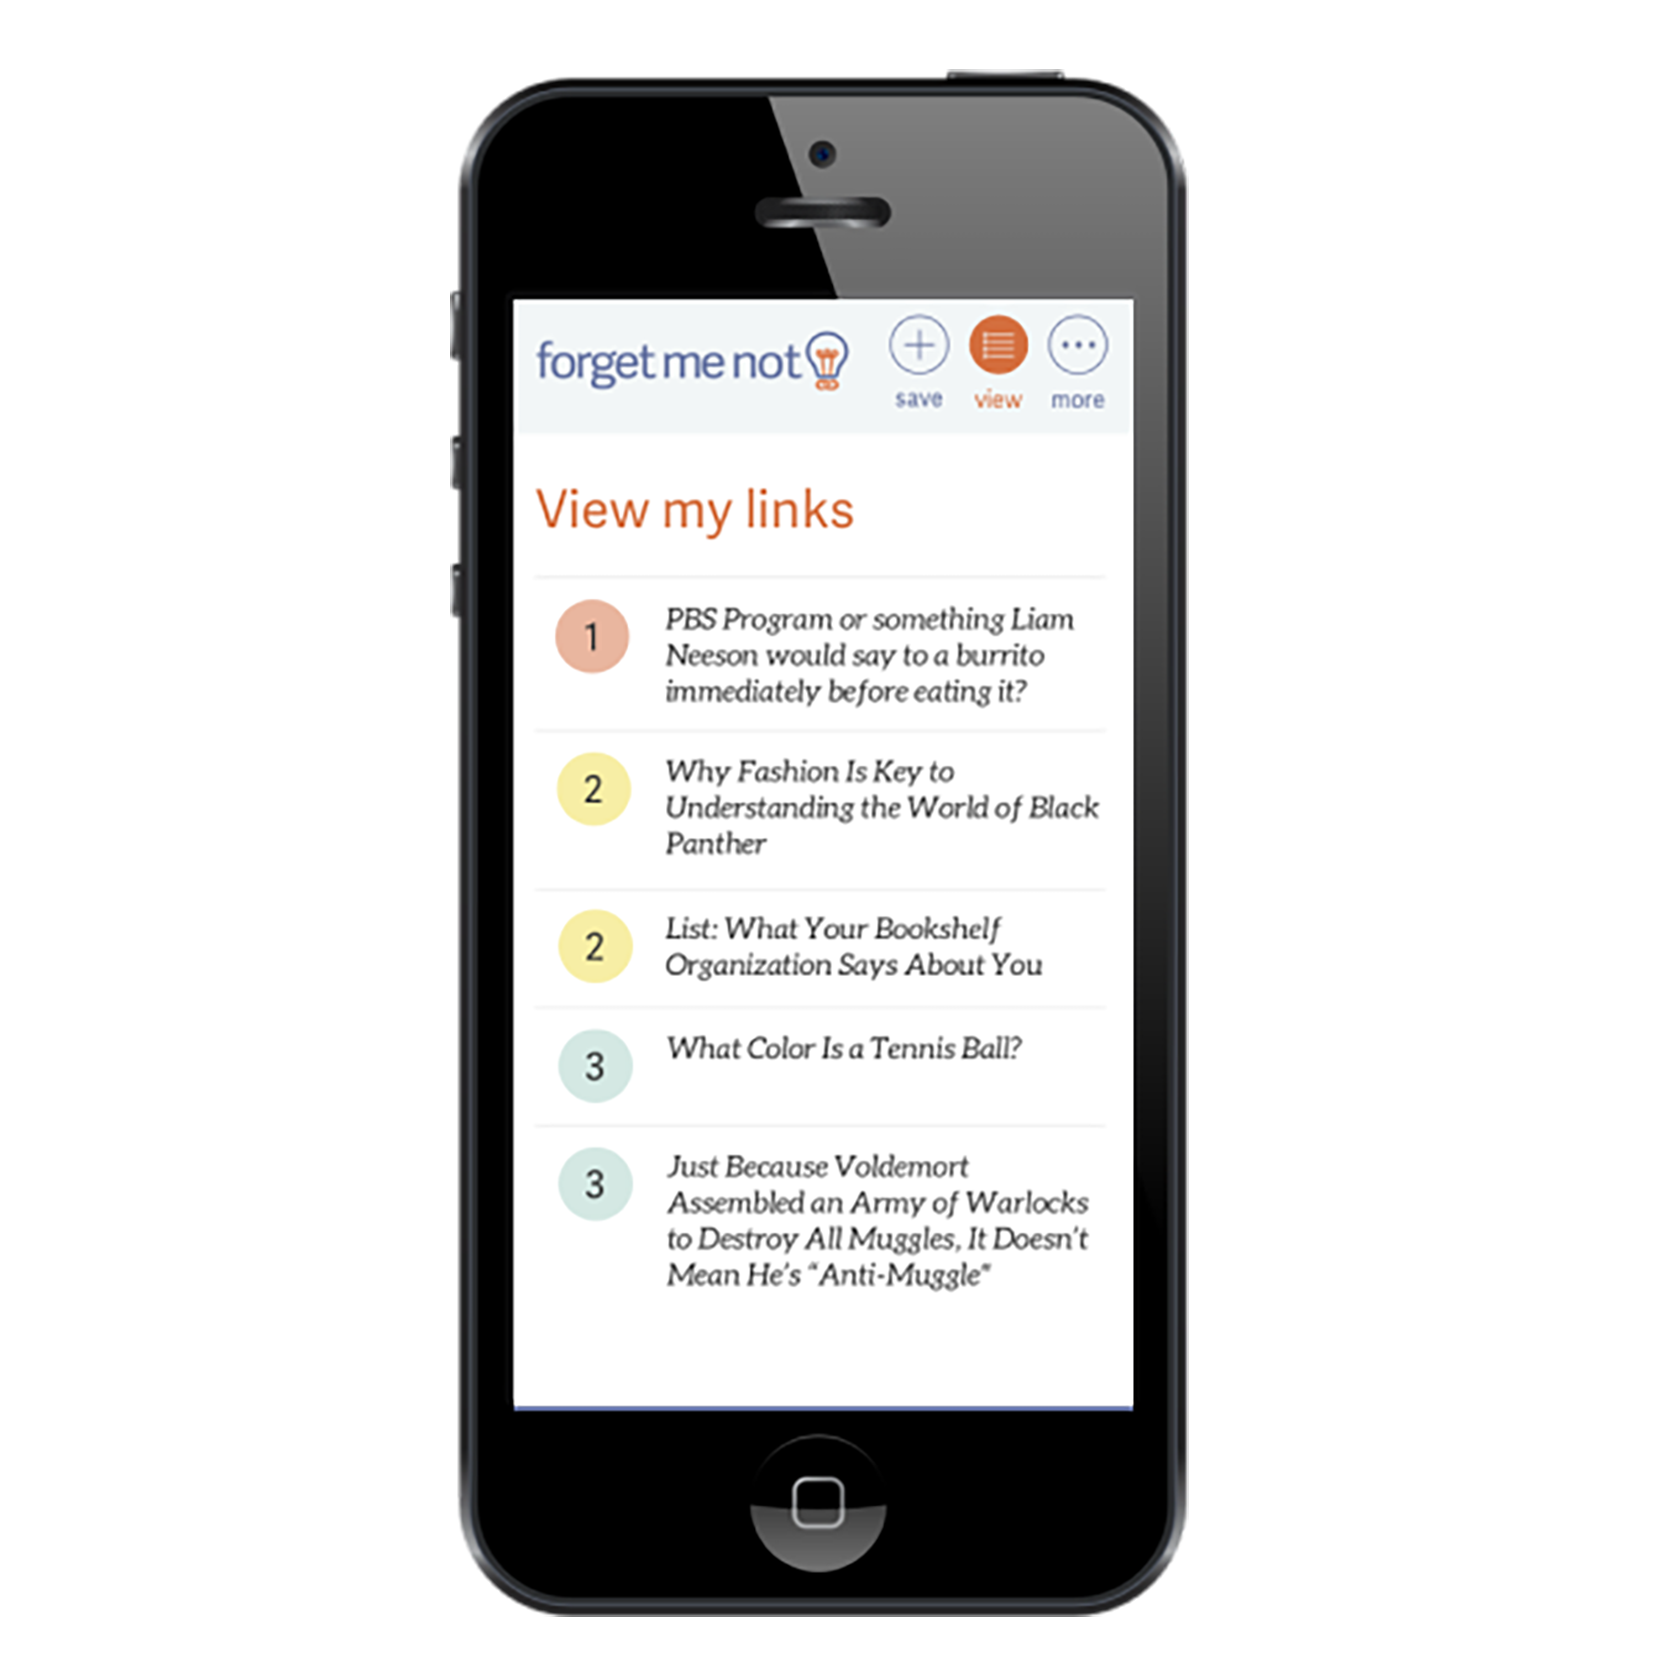 forget me not
save view more
View my links
1
PBS Program or something Liam
Neeson would say to a burrito
immediately before eating it?
2
Why Fashion Is Key to
Understanding the World of Black
Panther
2
List: What Your Bookshelf
Organization Says About You
3
What Color Is a Tennis Ball?
3
Just Because Voldemort
Assembled an Army of Warlocks
to Destroy All Muggles, It Doesn't
Mean He's "Anti-Muggle"